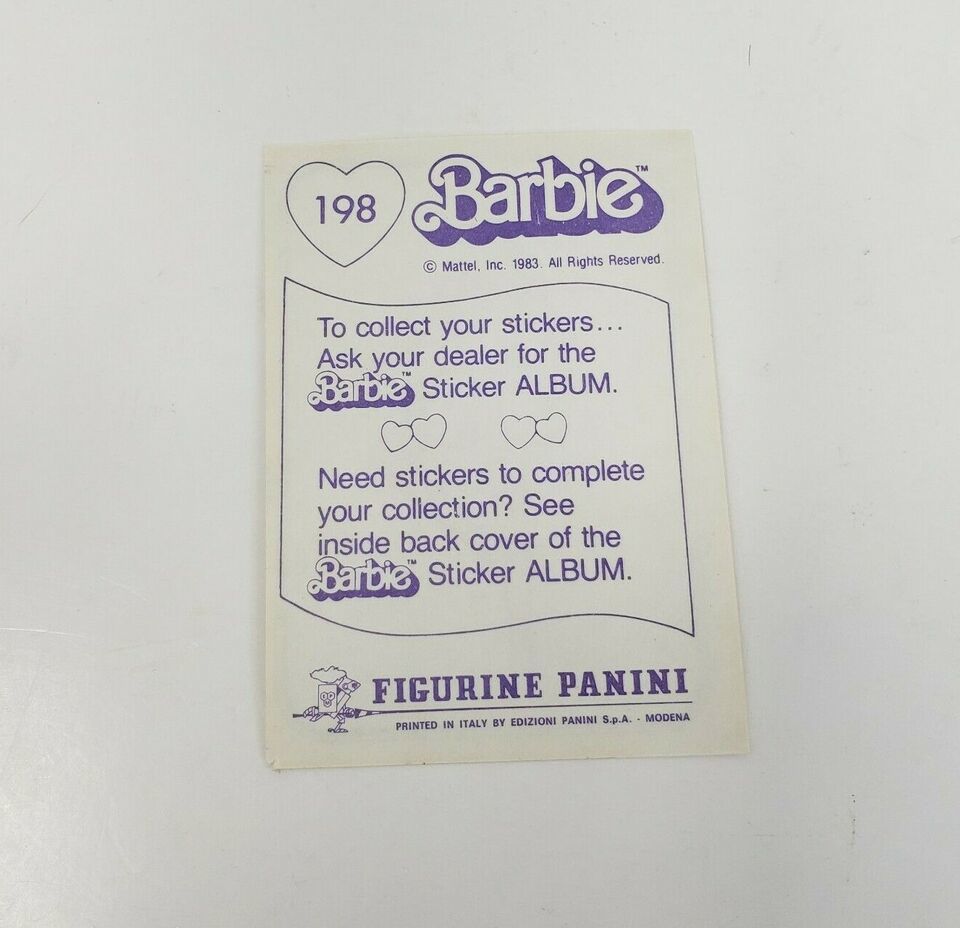 198
Barbie™
© Mattel, Inc. 1983. All Rights Reserved.
To collect your stickers...
Ask your dealer for the
Barbie™ Sticker ALBUM.
Need stickers to complete
your collection? See
inside back cover of the
Barbie™ Sticker ALBUM.
FIGURINE PANINI
PRINTED IN ITALY BY EDIZIONI PANINI S.p.A. - MODENA